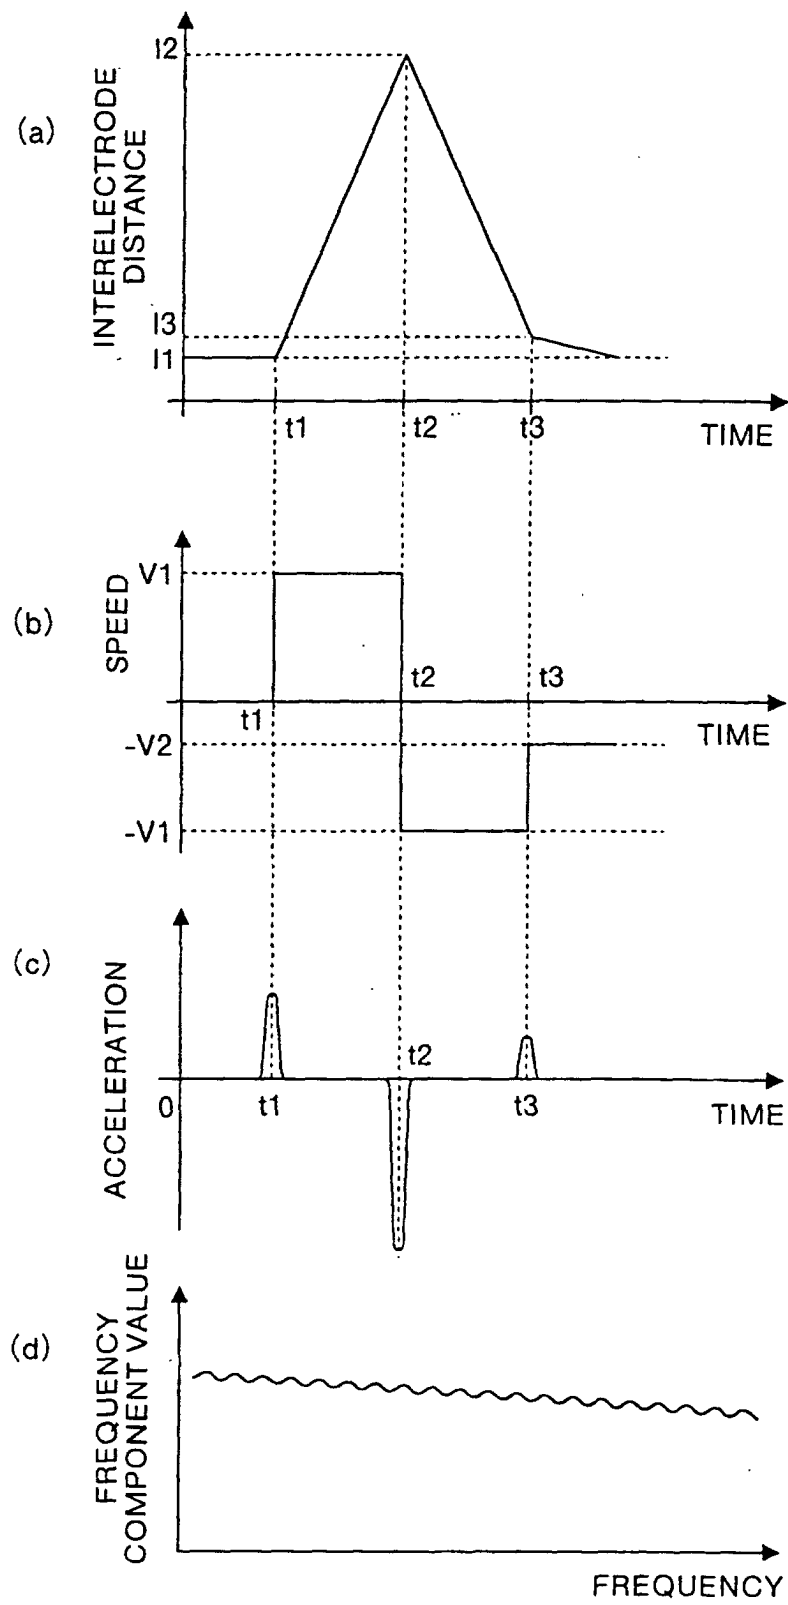 (a)
INTERELECTRODE
DISTANCE
l2
l3
l1
t1
t2
t3
TIME
(b)
SPEED
V1
-V2
-V1
t1
t2
t3
TIME
(c)
ACCELERATION
0
t1
t2
t3
TIME
(d)
FREQUENCY
COMPONENT VALUE
FREQUENCY